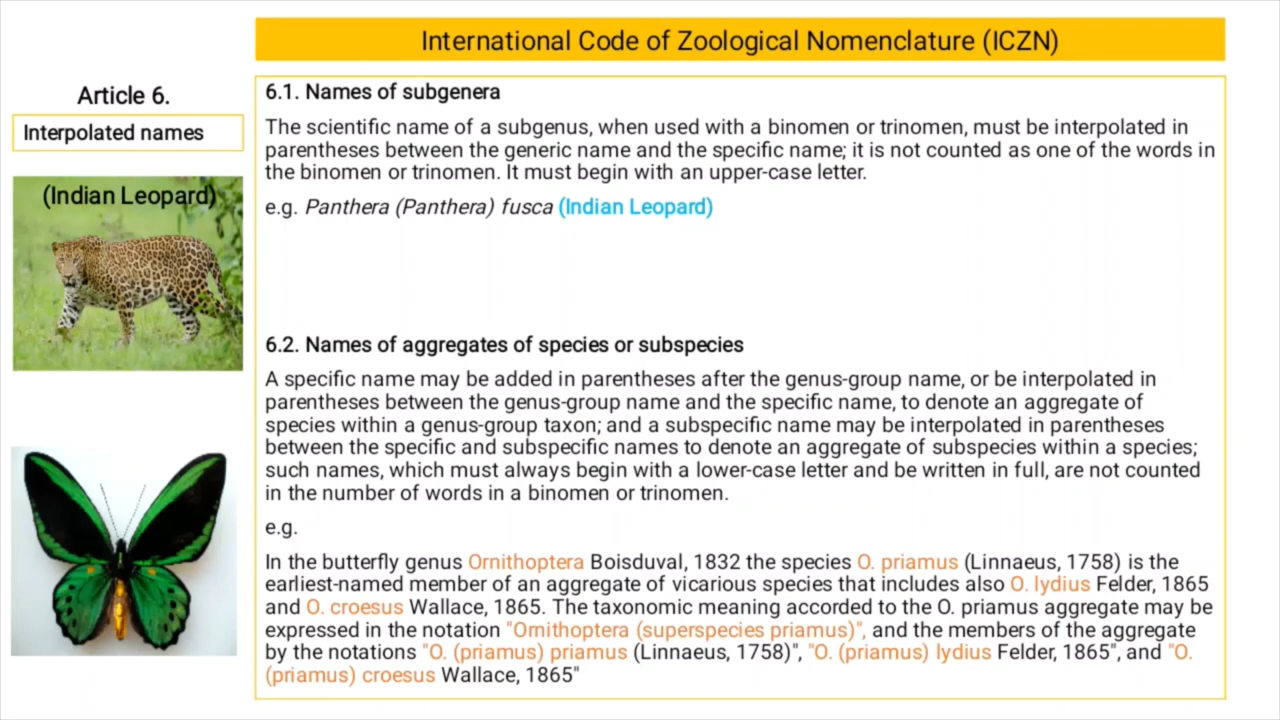 International Code of Zoological Nomenclature (ICZN)
Article 6.
Interpolated names
(Indian Leopard)
6.1. Names of subgenera
The scientific name of a subgenus, when used with a binomen or trinomen, must be interpolated in
parentheses between the generic name and the specific name; it is not counted as one of the words in
the binomen or trinomen. It must begin with an upper-case letter.
e.g. Panthera (Panthera) fusca (Indian Leopard)
6.2. Names of aggregates of species or subspecies
A specific name may be added in parentheses after the genus-group name, or be interpolated in
parentheses between the genus-group name and the specific name, to denote an aggregate of
species within a genus-group taxon; and a subspecific name may be interpolated in parentheses
between the specific and subspecific names to denote an aggregate of subspecies within a species;
such names, which must always begin with a lower-case letter and be written in full, are not counted
in the number of words in a binomen or trinomen.
e.g.
In the butterfly genus Ornithoptera Boisduval, 1832 the species O. priamus (Linnaeus, 1758) is the
earliest-named member of an aggregate of vicarious species that includes also O. lydius Felder, 1865
and O. croesus Wallace, 1865. The taxonomic meaning accorded to the O. priamus aggregate may be
expressed in the notation "Ornithoptera (superspecies priamus)", and the members of the aggregate
by the notations "O. (priamus) priamus (Linnaeus, 1758)", "O. (priamus) lydius Felder, 1865", and "O.
(priamus) croesus Wallace, 1865"